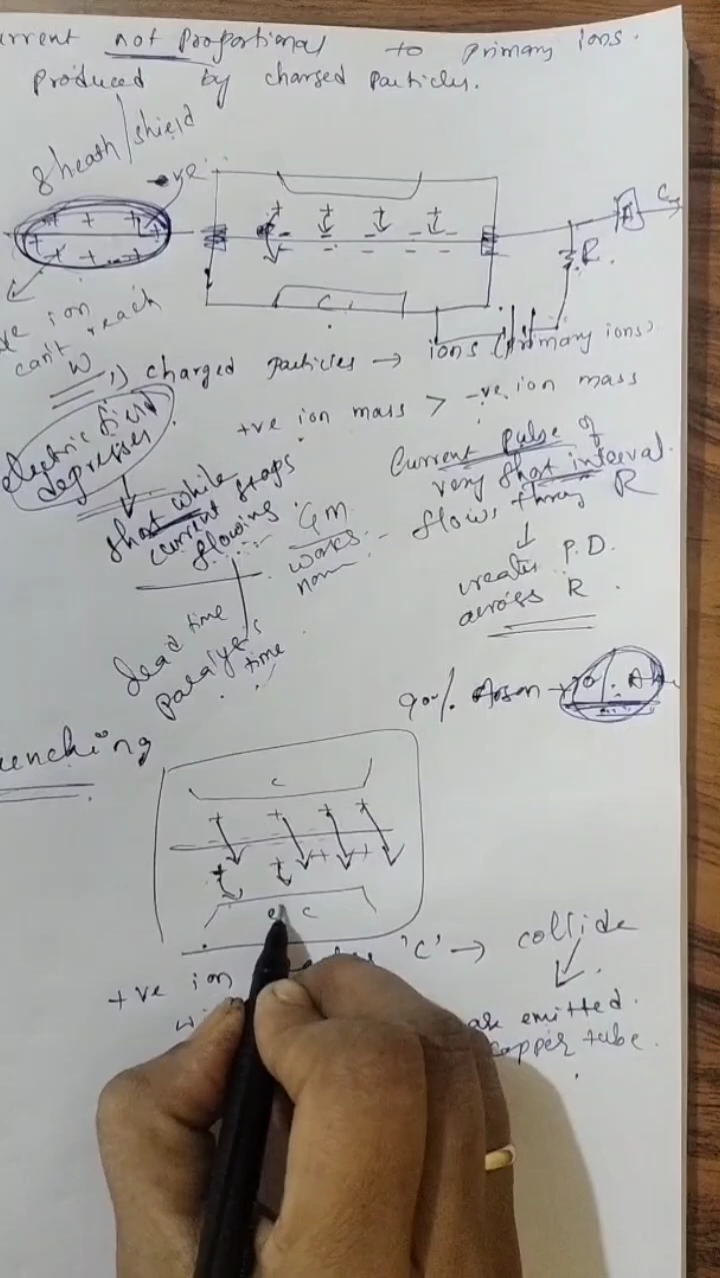 urrent not proportional to primary ions.
produced by charged particles.
sheath/shield
-ve
+ + +
+ + + +
+ + + +
- - - - -
C
R
A
C
ve ion
can't reach
W
1) charged particles → ions (primary ions)
+ve ion mass > -ve ion mass
electric field
depresses
short while
current stops
flowing
GM
works
Current pulse of
very short interval
flows through R
creates P.D.
across R
dead time
paralysis
time
90% Argon +
uenching
C
+ + + +
+ + + +
C
+ve ion 'C' → collide
are emitted.
copper tube.